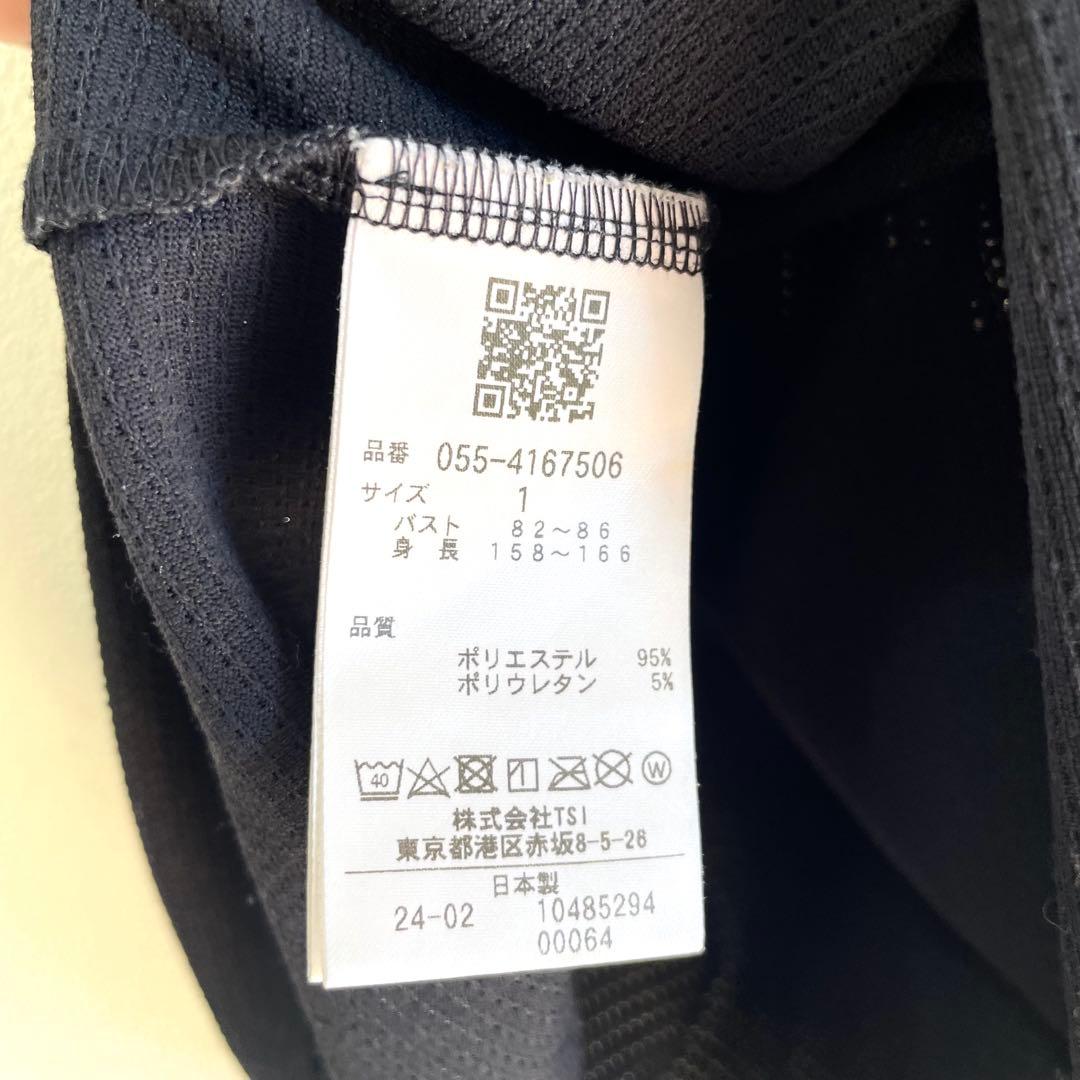 品番 055-4167506
サイズ 1
バスト 82～86
身長 158～166
品質
ポリエステル 95%
ポリウレタン 5%
40 W
株式会社TSI
東京都港区赤坂8-5-26
日本製
24-02 10485294
00064